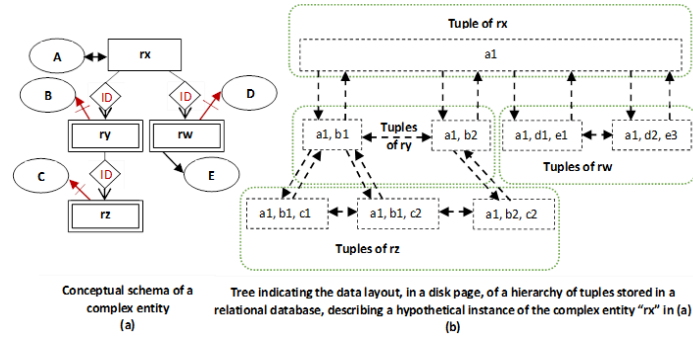 Tuple of rx
A
rx
a1
B
ID
ID
D
ry
rw
a1, b1
Tuples
of ry
a1, b2
a1, d1, e1
a1, d2, e3
C
ID
E
Tuples of rw
rz
a1, b1, c1
a1, b1, c2
a1, b2, c2
Tuples of rz
Conceptual schema of a
complex entity
(a)
Tree indicating the data layout, in a disk page, of a hierarchy of tuples stored in a
relational database, describing a hypothetical instance of the complex entity “rx” in (a)
(b)